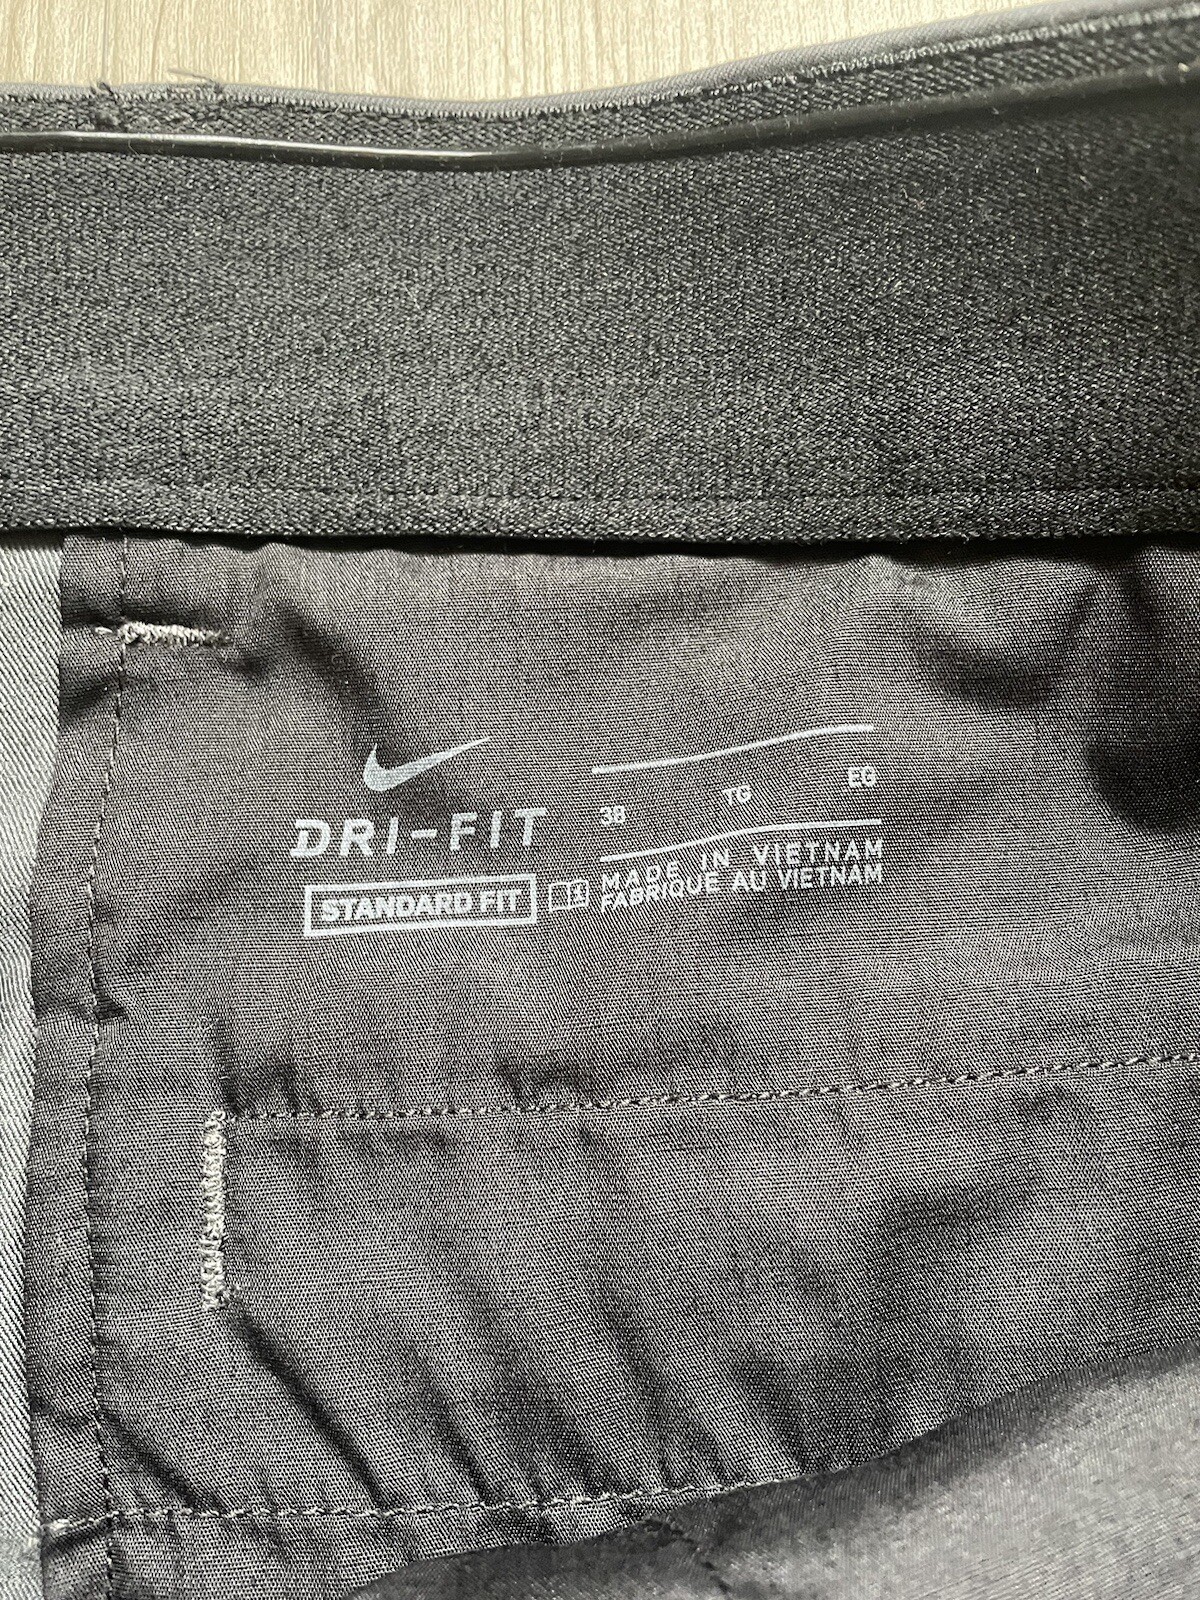 DRI-FIT
STANDARD FIT
38 TG EG
MADE IN VIETNAM
FABRIQUE AU VIETNAM